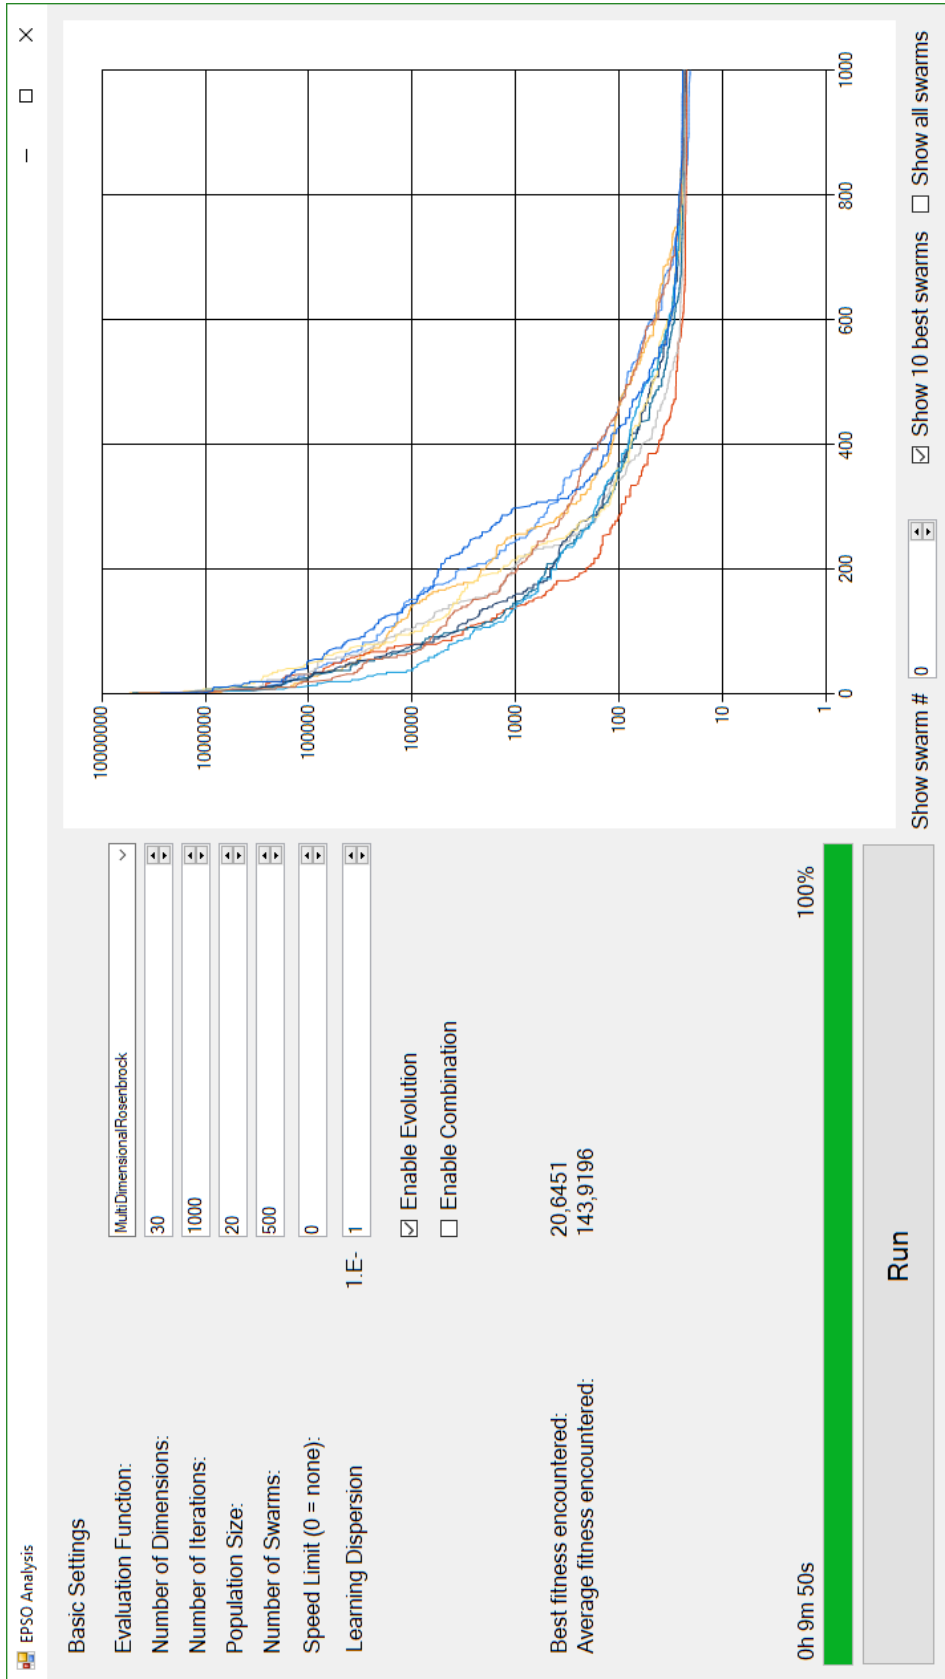 EPSO Analysis
Basic Settings
Evaluation Function: MultiDimensionalRosenbrock
Number of Dimensions: 30
Number of Iterations: 1000
Population Size: 20
Number of Swarms: 500
Speed Limit (0 = none): 0
Learning Dispersion 1.E- 1
Enable Evolution
Enable Combination
Best fitness encountered: 20,6451
Average fitness encountered: 143,9196
0h 9m 50s 100%
Run
10000000
1000000
100000
10000
1000
100
10
1
0 200 400 600 800 1000
Show swarm # 0 Show 10 best swarms Show all swarms